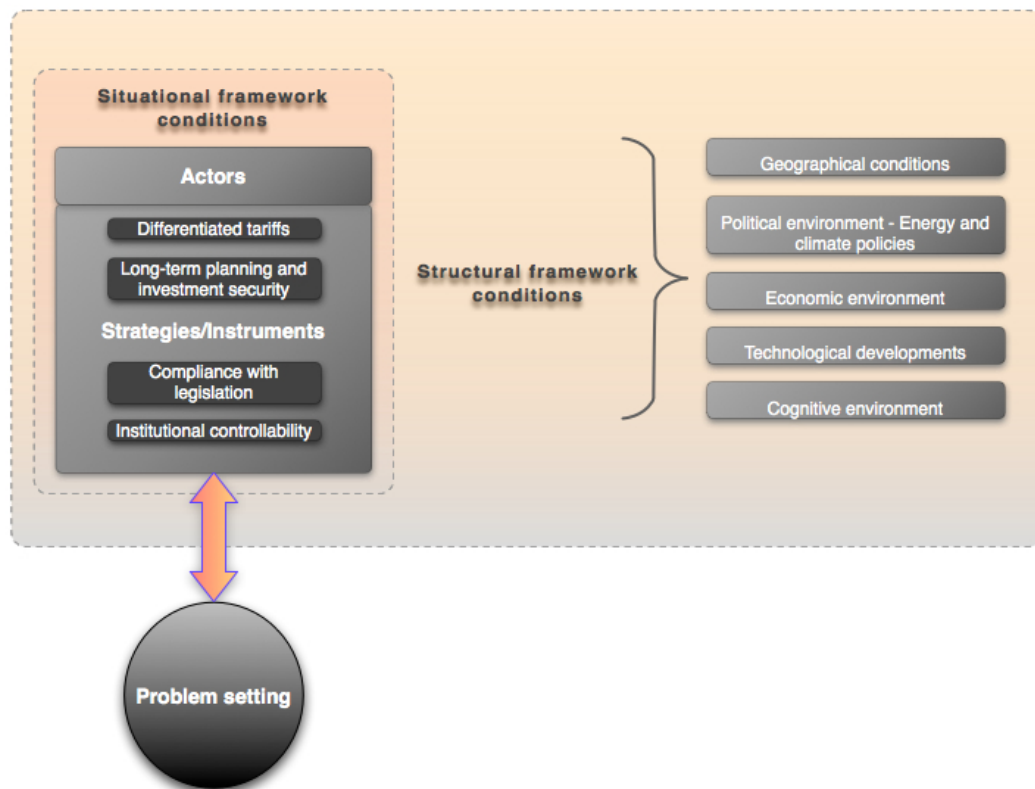 Situational framework
conditions
Actors
Differentiated tariffs
Long-term planning and
investment security
Strategies/Instruments
Compliance with
legislation
Institutional controllability
Structural framework
conditions
Geographical conditions
Political environment - Energy and
climate policies
Economic environment
Technological developments
Cognitive environment
Problem setting